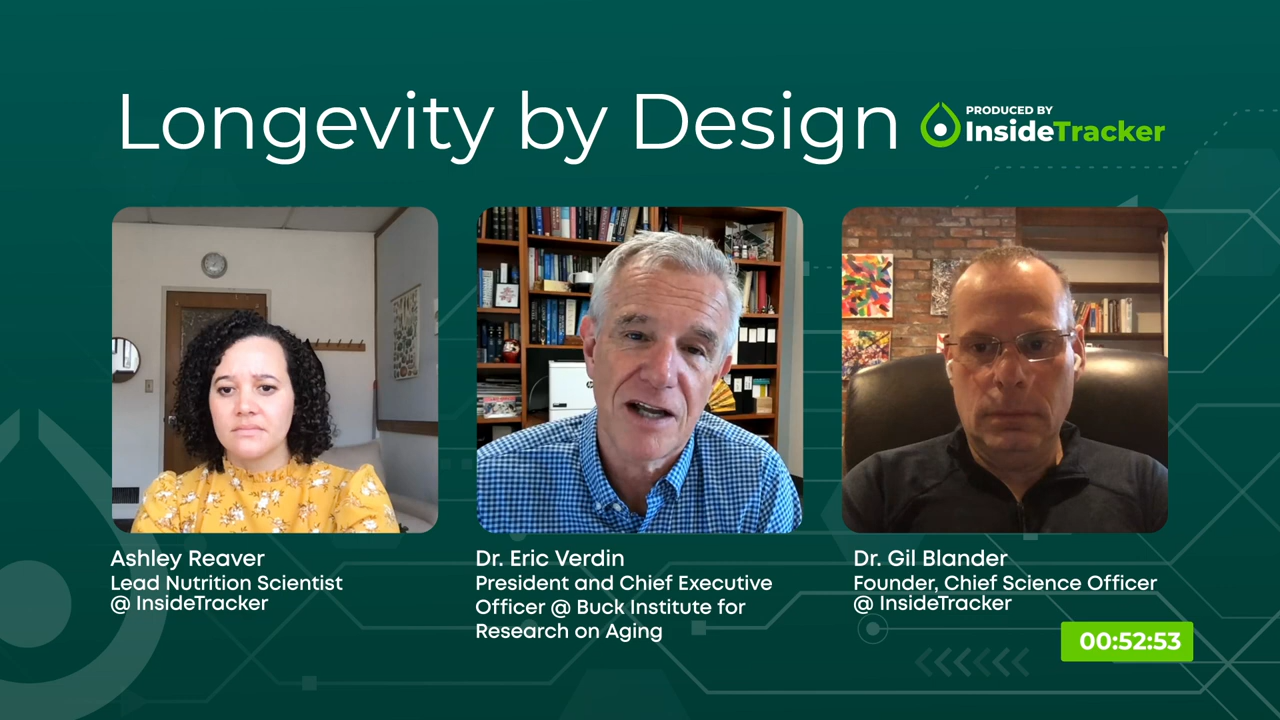 Longevity by Design
PRODUCED BY
InsideTracker
Ashley Reaver
Lead Nutrition Scientist
@ InsideTracker
Dr. Eric Verdin
President and Chief Executive
Officer @ Buck Institute for
Research on Aging
Dr. Gil Blander
Founder, Chief Science Officer
@ InsideTracker
00:52:53